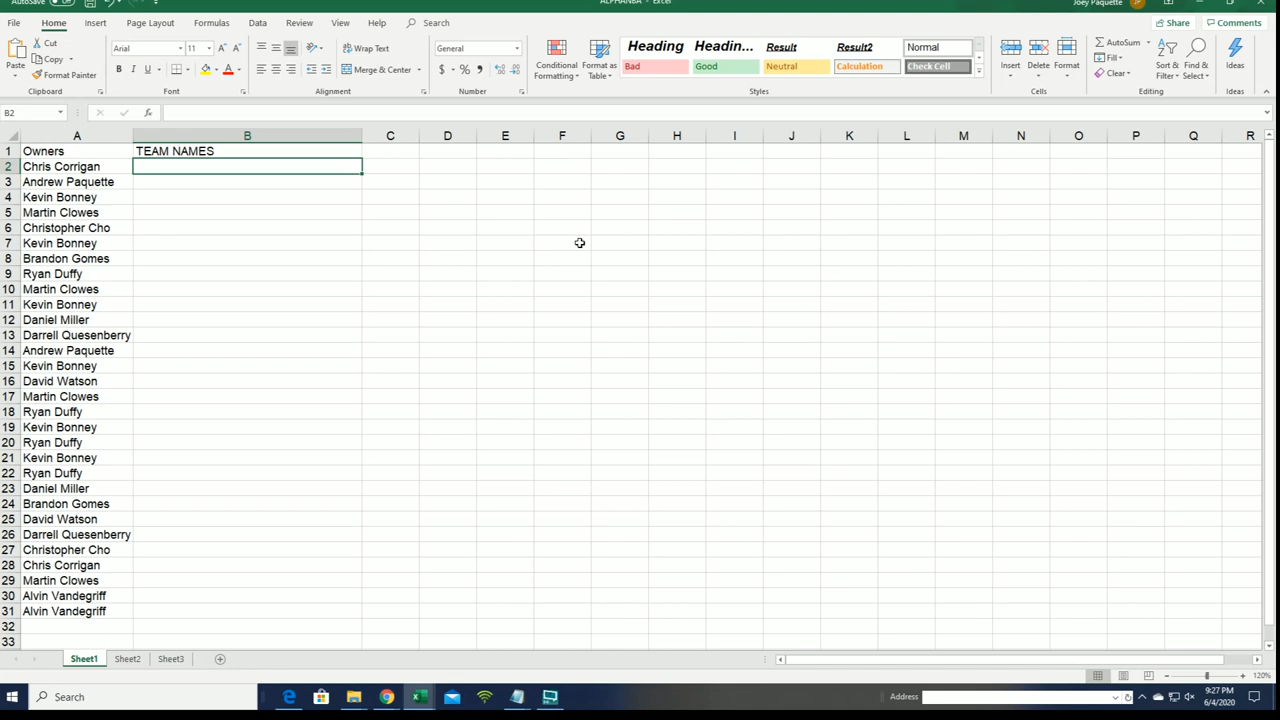 AutoSave Off ALPHANBA - Excel Joey Paquette JP
File Home Insert Page Layout Formulas Data Review View Help Search Share Comments
Paste Cut Copy Format Painter Clipboard
Arial 11 A A B I U A Font
Wrap Text Merge & Center Alignment
General $ % Number
Conditional Formatting Format as Table
Heading Headin... Result Result2 Normal
Bad Good Neutral Calculation Check Cell
Styles
Insert Delete Format Cells
AutoSum Fill Clear Sort & Filter Find & Select Editing
Ideas Ideas
B2 fx
A B C D E F G H I J K L M N O P Q R
1 Owners TEAM NAMES
2 Chris Corrigan
3 Andrew Paquette
4 Kevin Bonney
5 Martin Clowes
6 Christopher Cho
7 Kevin Bonney
8 Brandon Gomes
9 Ryan Duffy
10 Martin Clowes
11 Kevin Bonney
12 Daniel Miller
13 Darrell Quesenberry
14 Andrew Paquette
15 Kevin Bonney
16 David Watson
17 Martin Clowes
18 Ryan Duffy
19 Kevin Bonney
20 Ryan Duffy
21 Kevin Bonney
22 Ryan Duffy
23 Daniel Miller
24 Brandon Gomes
25 David Watson
26 Darrell Quesenberry
27 Christopher Cho
28 Chris Corrigan
29 Martin Clowes
30 Alvin Vandegriff
31 Alvin Vandegriff
32
33
Sheet1 Sheet2 Sheet3
120%
Search Address 9:27 PM
6/4/2020